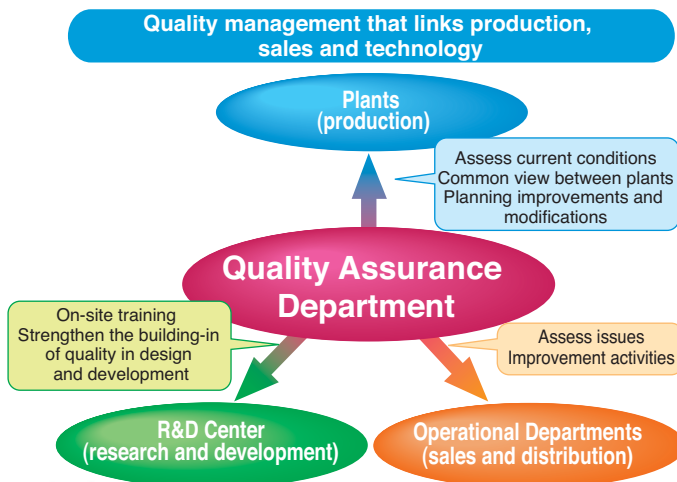 Quality management that links production,
sales and technology
Plants
(production)
Assess current conditions
Common view between plants
Planning improvements and
modifications
Quality Assurance
Department
On-site training
Strengthen the building-in
of quality in design
and development
Assess issues
Improvement activities
R&D Center
(research and development)
Operational Departments
(sales and distribution)